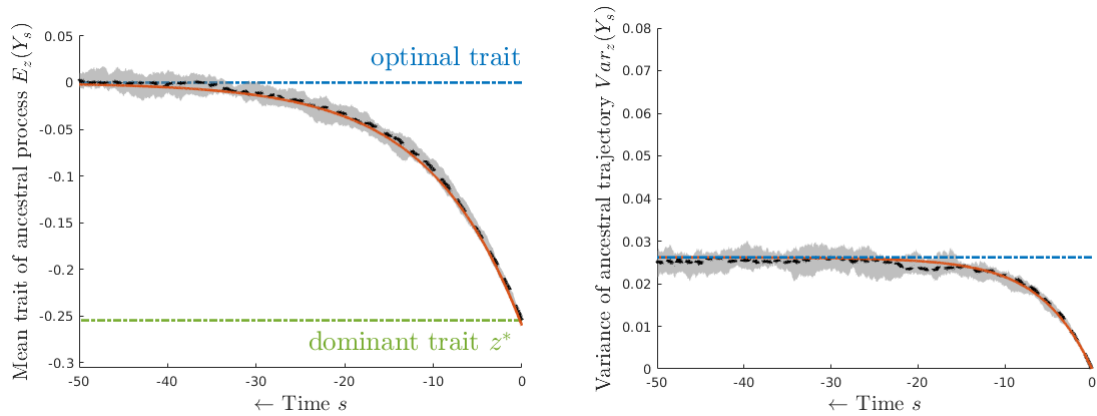 Mean trait of ancestral process E_z(Y_s)
0.05
0
-0.05
-0.1
-0.15
-0.2
-0.25
-0.3
optimal trait
dominant trait z*
-50 -40 -30 -20 -10 0
← Time s
Variance of ancestral trajectory Var_z(Y_s)
0.08
0.07
0.06
0.05
0.04
0.03
0.02
0.01
0
-50 -40 -30 -20 -10 0
← Time s